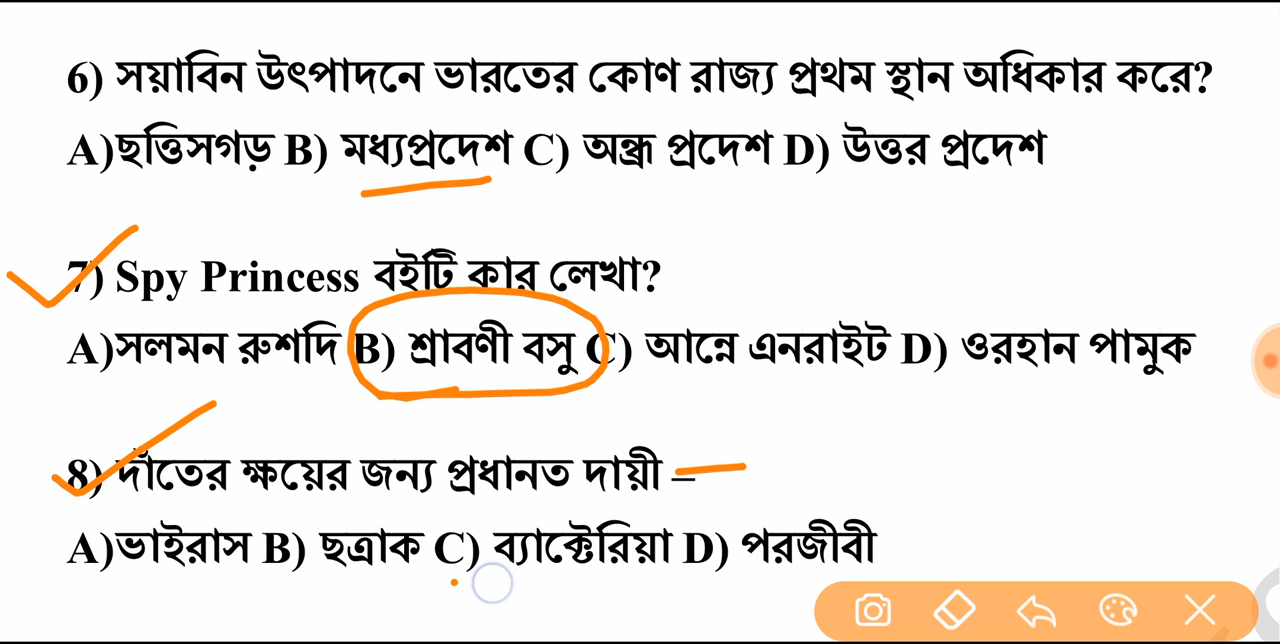 6) সয়াবিন উৎপাদনে ভারতের কোণ রাজ্য প্রথম স্থান অধিকার করে?
A)ছত্তিসগড় B) মধ্যপ্রদেশ C) অন্ধ্র প্রদেশ D) উত্তর প্রদেশ
7) Spy Princess বইটি কার লেখা?
A)সলমন রুশদি B) শ্রাবণী বসু C) আন্নে এনরাইট D) ওরহান পামুক
8) দাঁতের ক্ষয়ের জন্য প্রধানত দায়ী –
A)ভাইরাস B) ছত্রাক C) ব্যাক্টেরিয়া D) পরজীবী